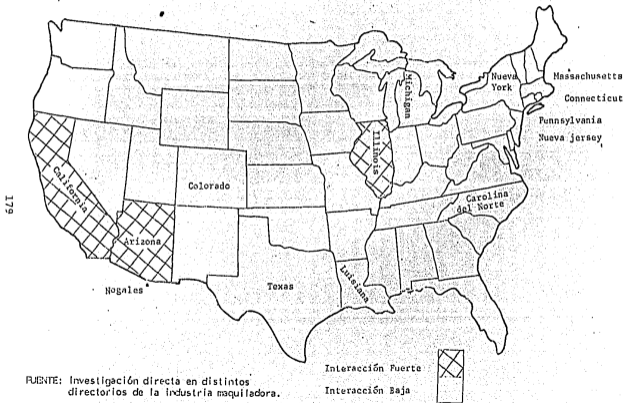 Nueva
York
Massachusetts
Connecticut
Punnsylvania
Nueva jersey
Michigan
Illinois
California
Colorado
Carolina
del Norte
Arizona
Nogales
Texas
Luisiana
179
Interacción Fuerte
Interacción Baja
FUENTE: Investigación directa en distintos
directorios de la industria maquiladora.